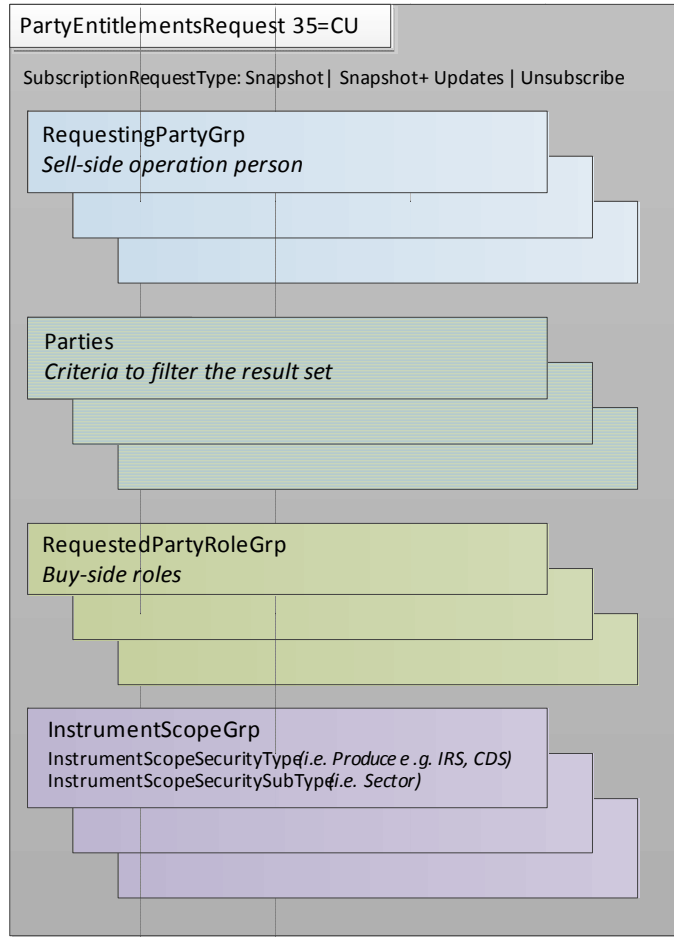 PartyEntitlementsRequest 35=CU
SubscriptionRequestType: Snapshot| Snapshot+ Updates | Unsubscribe
RequestingPartyGrp
Sell-side operation person
Parties
Criteria to filter the result set
RequestedPartyRoleGrp
Buy-side roles
InstrumentScopeGrp
InstrumentScopeSecurityType(i.e. Produce e .g. IRS, CDS)
InstrumentScopeSecuritySubType(i.e. Sector)